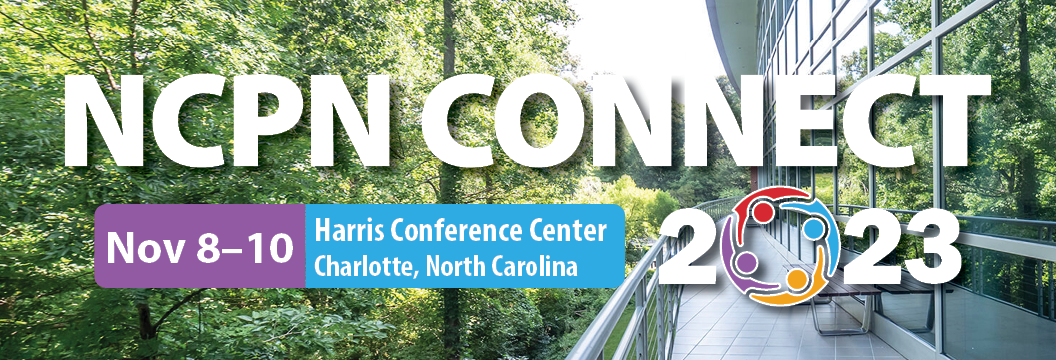 NCPN CONNECT
2023
Nov 8–10
Harris Conference Center
Charlotte, North Carolina